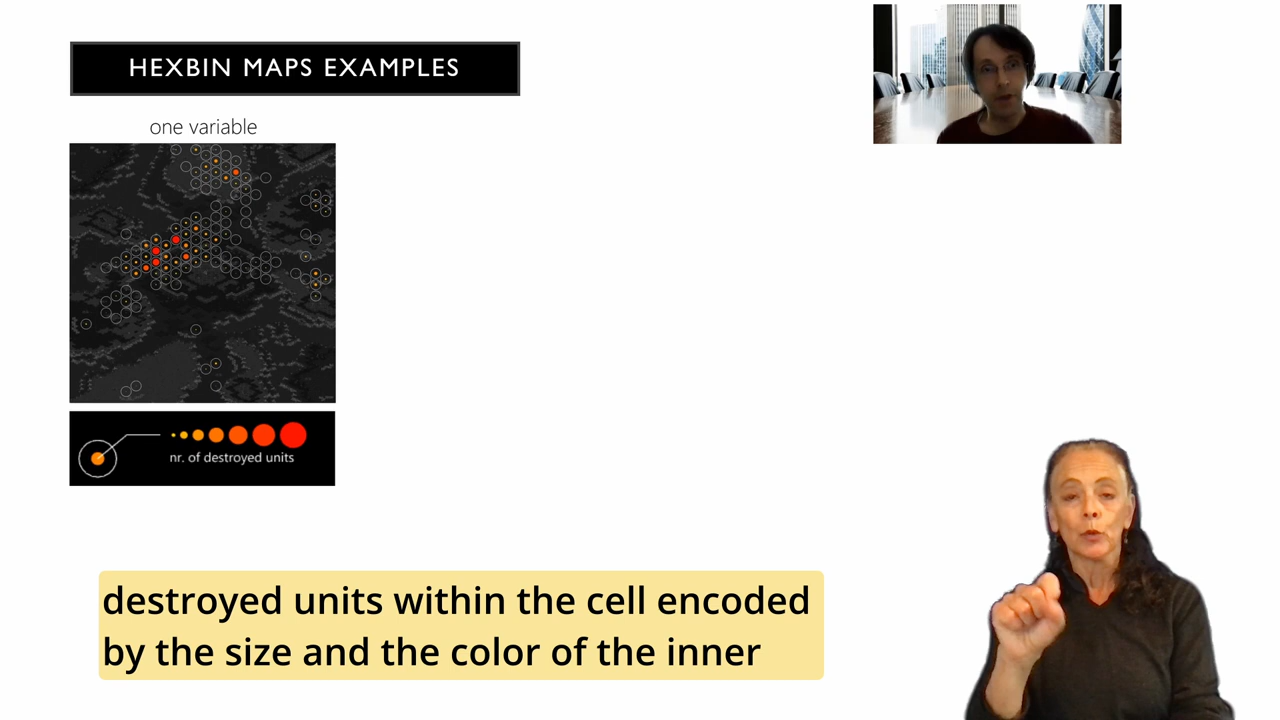 HEXBIN MAPS EXAMPLES
one variable
nr. of destroyed units
destroyed units within the cell encoded
by the size and the color of the inner